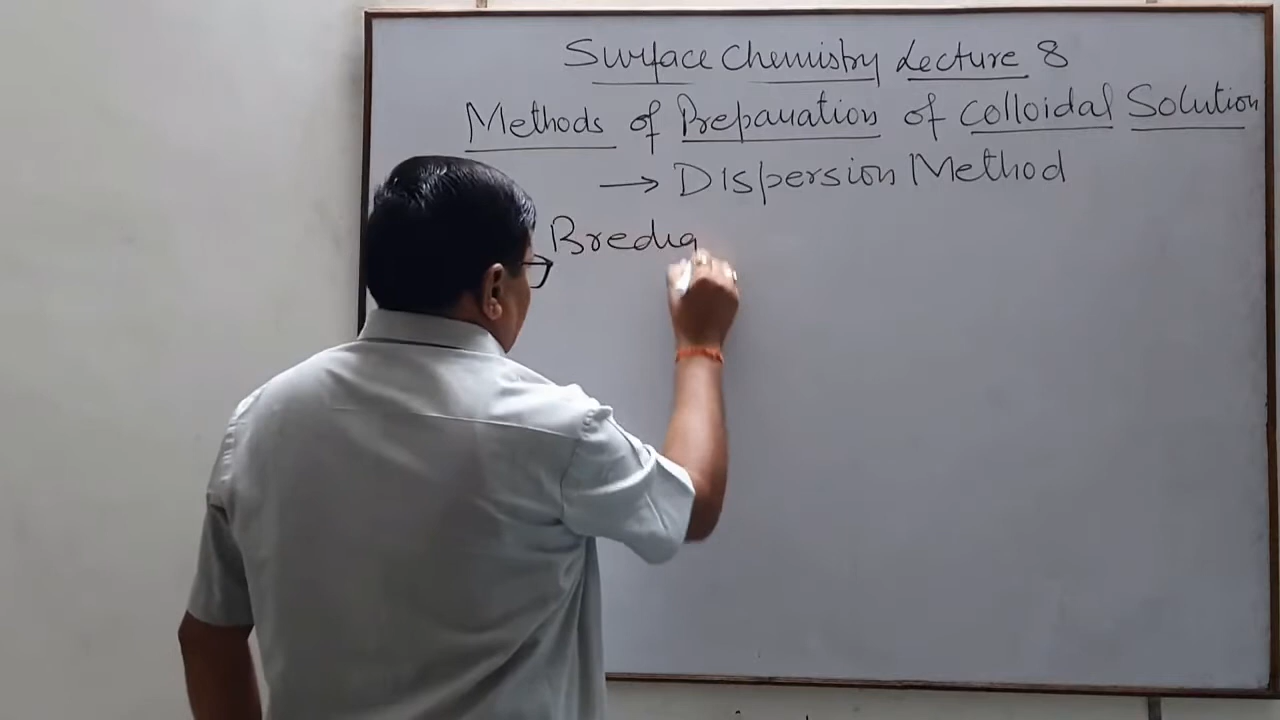 Surface Chemistry Lecture 8
Methods of Preparation of Colloidal Solution
→ Dispersion Method
Bredig